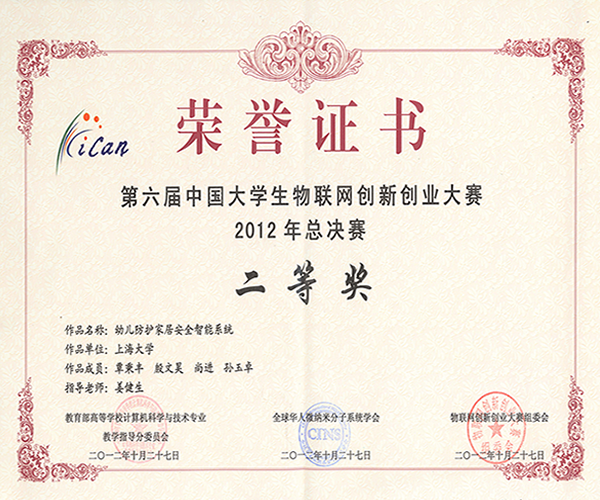 iCan
荣誉证书
第六届中国大学生物联网创新创业大赛
2012年总决赛
二等奖
作品名称：幼儿防护家居安全智能系统
作品单位：上海大学
作品成员：覃秉丰 殷文昊 尚进 孙玉卓
指导老师：姜健生
教育部高等学校计算机科学与技术专业 全球华人微纳米分子系统学会 物联网创新创业大赛组委会
教学指导分委员会
CINS
二〇一二年十月二十七日 二〇一二年十月二十七日 二〇一二年十月二十七日